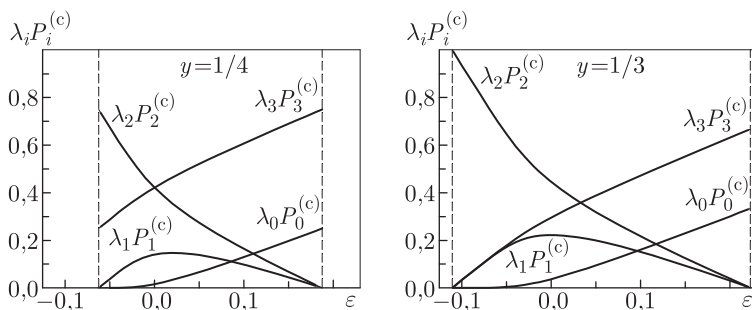 λ_iP_i^(c)
y=1/4
0,8
0,6
0,4
0,2
0,0
λ_2P_2^(c)
λ_3P_3^(c)
λ_1P_1^(c)
λ_0P_0^(c)
−0,1
0,0
0,1
ε
λ_iP_i^(c)
y=1/3
0,8
0,6
0,4
0,2
0,0
λ_2P_2^(c)
λ_3P_3^(c)
λ_0P_0^(c)
λ_1P_1^(c)
−0,1
0,0
0,1
ε